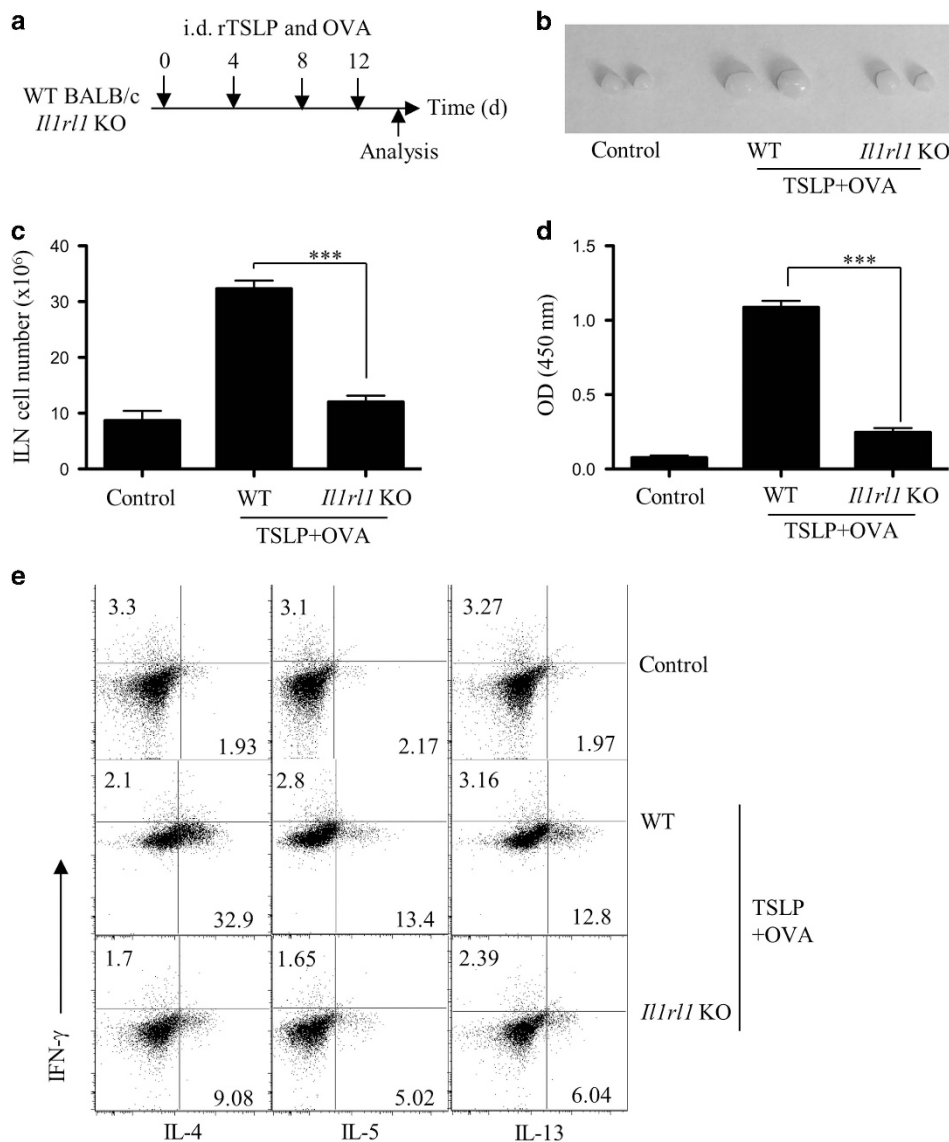 a
i.d. rTSLP and OVA
0 4 8 12
WT BALB/c
Il1rl1 KO
Time (d)
Analysis
b
Control WT Il1rl1 KO
TSLP+OVA
c
ILN cell number (x10⁶)
40
30
20
10
0
***
Control WT Il1rl1 KO
TSLP+OVA
d
OD (450 nm)
1.5
1.0
0.5
0.0
***
Control WT Il1rl1 KO
TSLP+OVA
e
3.3 3.1 3.27
Control
1.93 2.17 1.97
2.1 2.8 3.16
WT
32.9 13.4 12.8
TSLP
+OVA
1.7 1.65 2.39
Il1rl1 KO
9.08 5.02 6.04
IFN-γ
IL-4 IL-5 IL-13